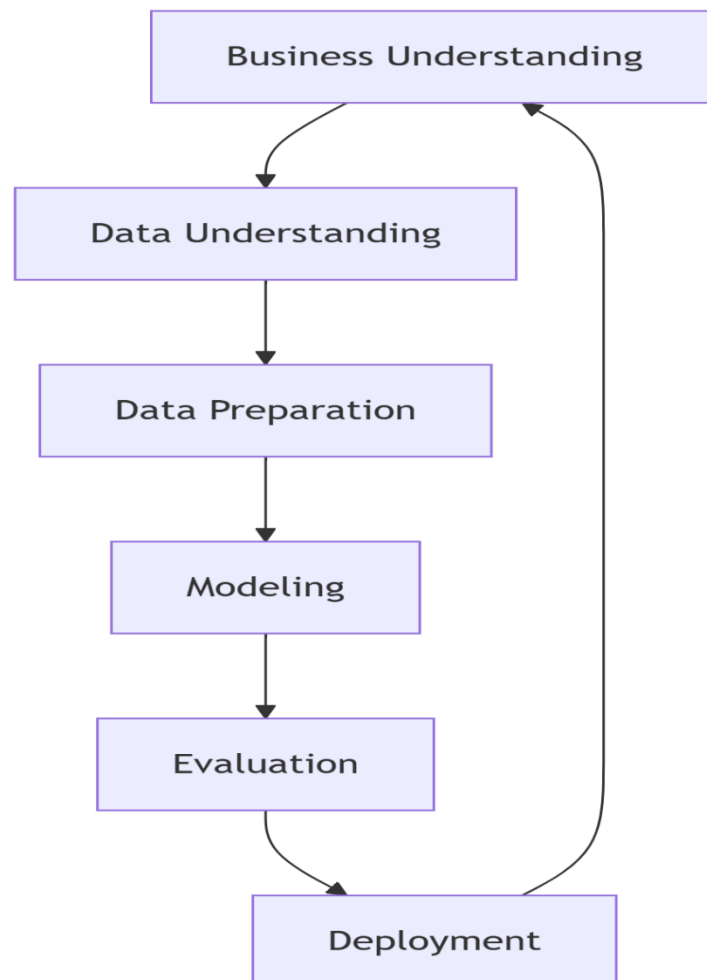 Business Understanding
Data Understanding
Data Preparation
Modeling
Evaluation
Deployment